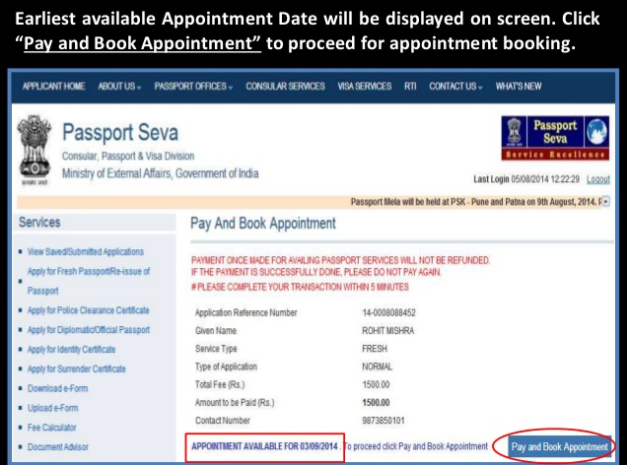 Earliest available Appointment Date will be displayed on screen. Click
“Pay and Book Appointment” to proceed for appointment booking.
APPLICANT HOME ABOUT US PASSPORT OFFICES CONSULAR SERVICES VISA SERVICES RTI CONTACT US WHAT'S NEW
Passport Seva
Consular, Passport & Visa Division
Ministry of External Affairs, Government of India
Passport
Seva
Service Excellence
Last Login 05/08/2014 12:22:29 Logout
Passport Mela will be held at PSK - Pune and Patna on 9th August, 2014.
Services
View Saved/Submitted Applications
Apply for Fresh Passport/Re-issue of
Passport
Apply for Police Clearance Certificate
Apply for Diplomatic/Official Passport
Apply for Identity Certificate
Apply for Surrender Certificate
Download e-Form
Upload e-Form
Fee Calculator
Document Advisor
Pay And Book Appointment
PAYMENT ONCE MADE FOR AVAILING PASSPORT SERVICES WILL NOT BE REFUNDED.
IF THE PAYMENT IS SUCCESSFULLY DONE, PLEASE DO NOT PAY AGAIN.
# PLEASE COMPLETE YOUR TRANSACTION WITHIN 5 MINUTES
Application Reference Number 14-0008088452
Given Name ROHIT MISHRA
Service Type FRESH
Type of Application NORMAL
Total Fee (Rs.) 1500.00
Amount to be Paid (Rs.) 1500.00
Contact Number 9873850101
APPOINTMENT AVAILABLE FOR 03/09/2014 To proceed click Pay and Book Appointment Pay and Book Appointment